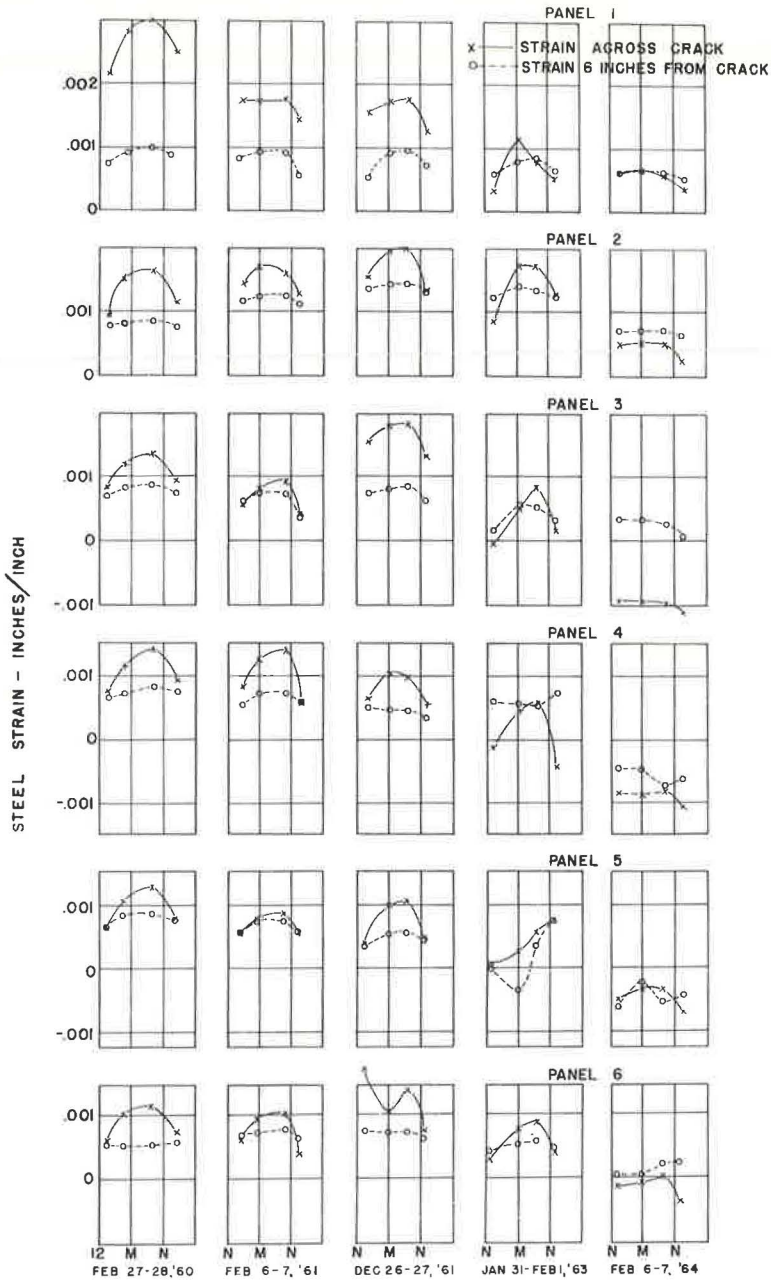 PANEL 1
x—— STRAIN ACROSS CRACK
o---- STRAIN 6 INCHES FROM CRACK
.002
.001
0
PANEL 2
.001
0
PANEL 3
.001
0
-.001
STEEL STRAIN - INCHES/INCH
PANEL 4
.001
0
-.001
PANEL 5
.001
0
-.001
PANEL 6
.001
0
12 M N N M N N M N N M N N M N
FEB 27-28,'60 FEB 6-7, '61 DEC 26-27, '61 JAN 31-FEB 1,'63 FEB 6-7, '64